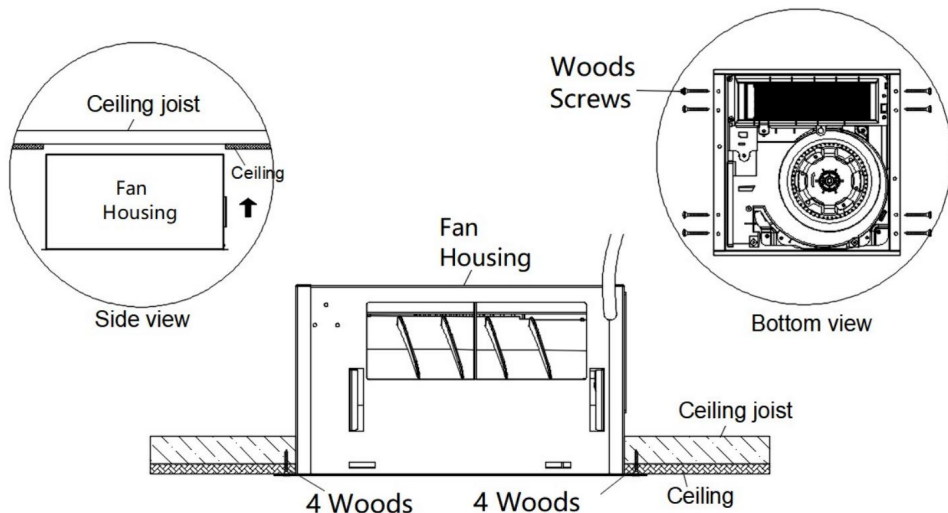 Ceiling joist
Ceiling
Fan
Housing
Side view
Woods
Screws
Bottom view
Fan
Housing
Ceiling joist
Ceiling
4 Woods
4 Woods